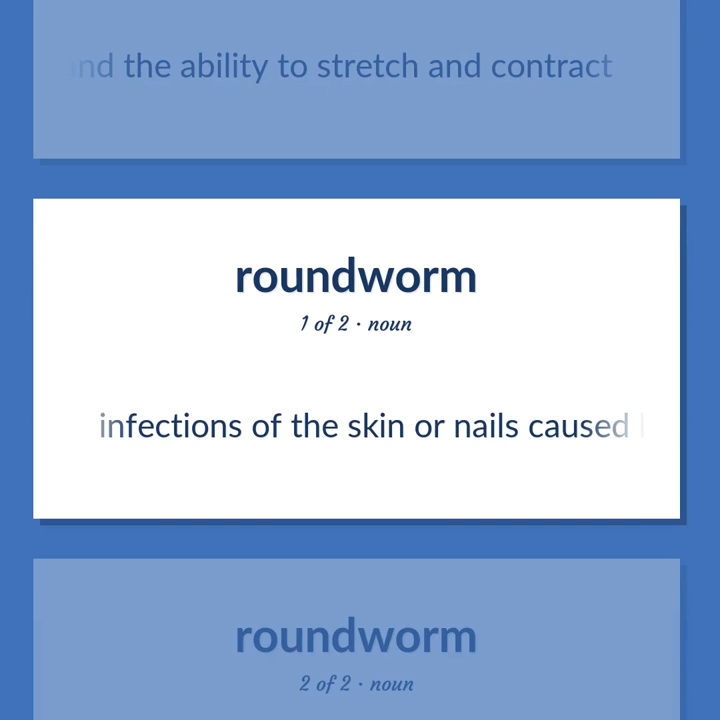 the ability to stretch and contract
roundworm
1 of 2 · noun
infections of the skin or nails caused
roundworm
2 of 2 · noun